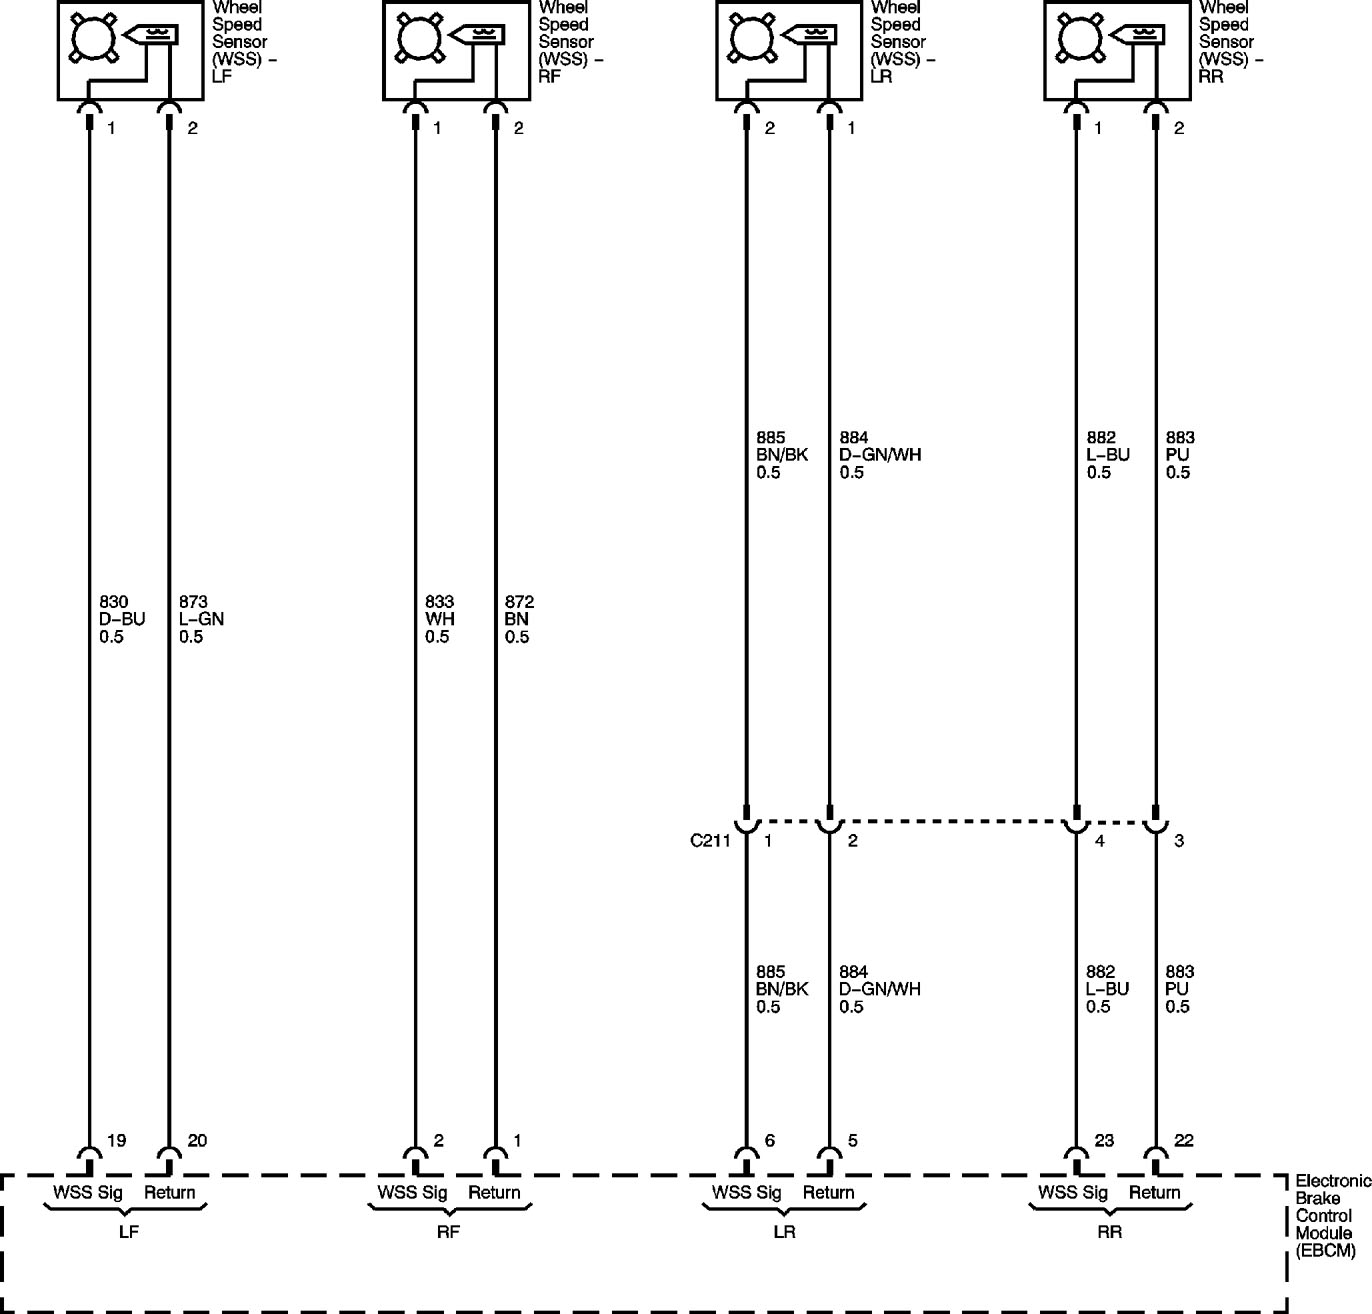 Wheel
Speed
Sensor
(WSS) –
LF
Wheel
Speed
Sensor
(WSS) –
RF
Wheel
Speed
Sensor
(WSS) –
LR
Wheel
Speed
Sensor
(WSS) –
RR
1 2 1 2 2 1 1 2
885 884 882 883
BN/BK D–GN/WH L–BU PU
0.5 0.5 0.5 0.5
830 873 833 872
D–BU L–GN WH BN
0.5 0.5 0.5 0.5
C211 1 2 4 3
885 884 882 883
BN/BK D–GN/WH L–BU PU
0.5 0.5 0.5 0.5
19 20 2 1 6 5 23 22
WSS Sig Return WSS Sig Return WSS Sig Return WSS Sig Return
LF RF LR RR
Electronic
Brake
Control
Module
(EBCM)